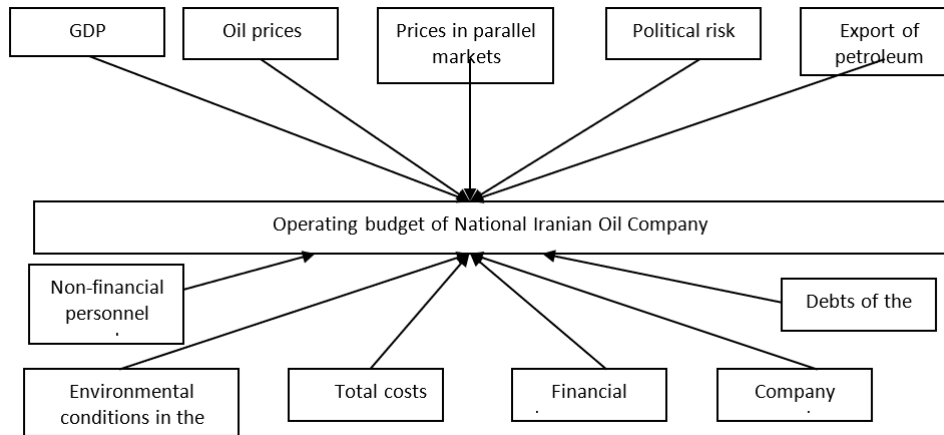 GDP
Oil prices
Prices in parallel
markets
Political risk
Export of
petroleum
Operating budget of National Iranian Oil Company
Non-financial
personnel
Debts of the
Environmental
conditions in the
Total costs
Financial
Company